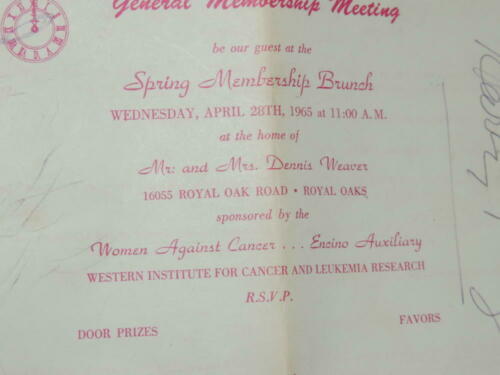 General Membership Meeting
be our guest at the
Spring Membership Brunch
WEDNESDAY, APRIL 28TH, 1965 at 11:00 A.M.
at the home of
Mr. and Mrs. Dennis Weaver
16055 ROYAL OAK ROAD • ROYAL OAKS
sponsored by the
Women Against Cancer . . . Encino Auxiliary
WESTERN INSTITUTE FOR CANCER AND LEUKEMIA RESEARCH
R.S.V.P.
DOOR PRIZES
FAVORS